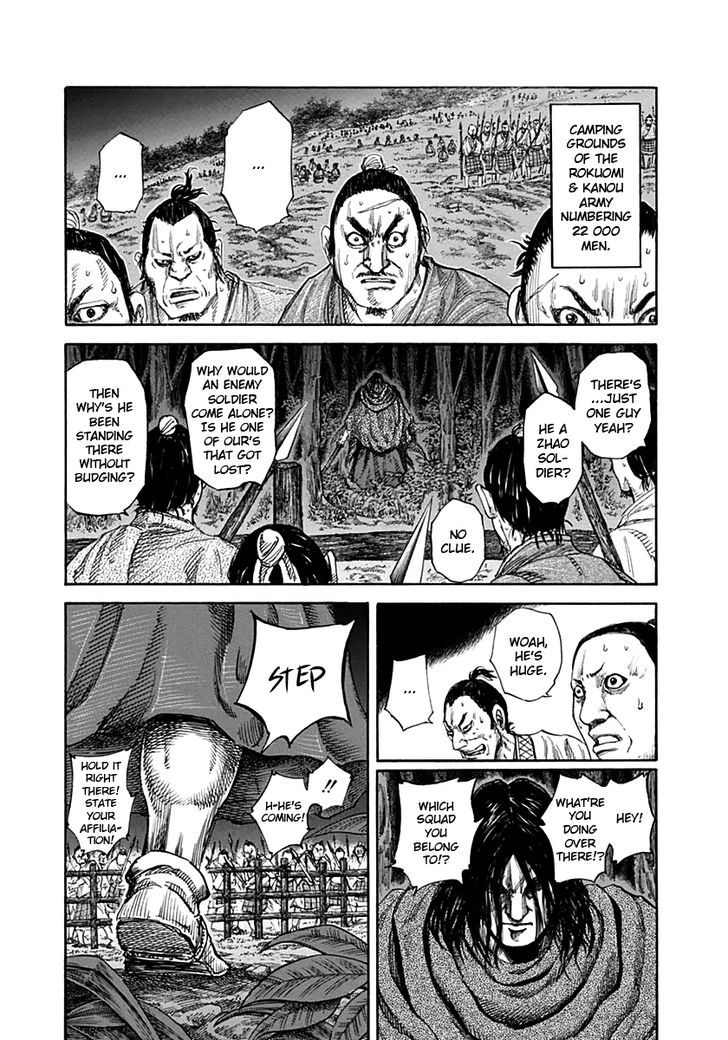 CAMPING
GROUNDS
OF THE
ROKUOMI
& KANOU
ARMY
NUMBERING
22 000
MEN.
...
...
THERE'S
...JUST
ONE GUY
YEAH?
HE A
ZHAO
SOL-
DIER?
NO
CLUE.
WHY WOULD
AN ENEMY
SOLDIER
COME ALONE?
IS HE
ONE OF
OUR'S
THAT GOT
LOST?
THEN
WHY'S HE
BEEN
STANDING
THERE
WITHOUT
BUDGING?
WOAH,
HE'S
HUGE.
...
HEY!
WHAT'RE
YOU
DOING
OVER
THERE!?
WHICH
SQUAD
YOU
BELONG
TO!?
STEP
!!
H-HE'S
COMING!
HOLD IT
RIGHT
THERE!
STATE
YOUR
AFFILIA-
TION!